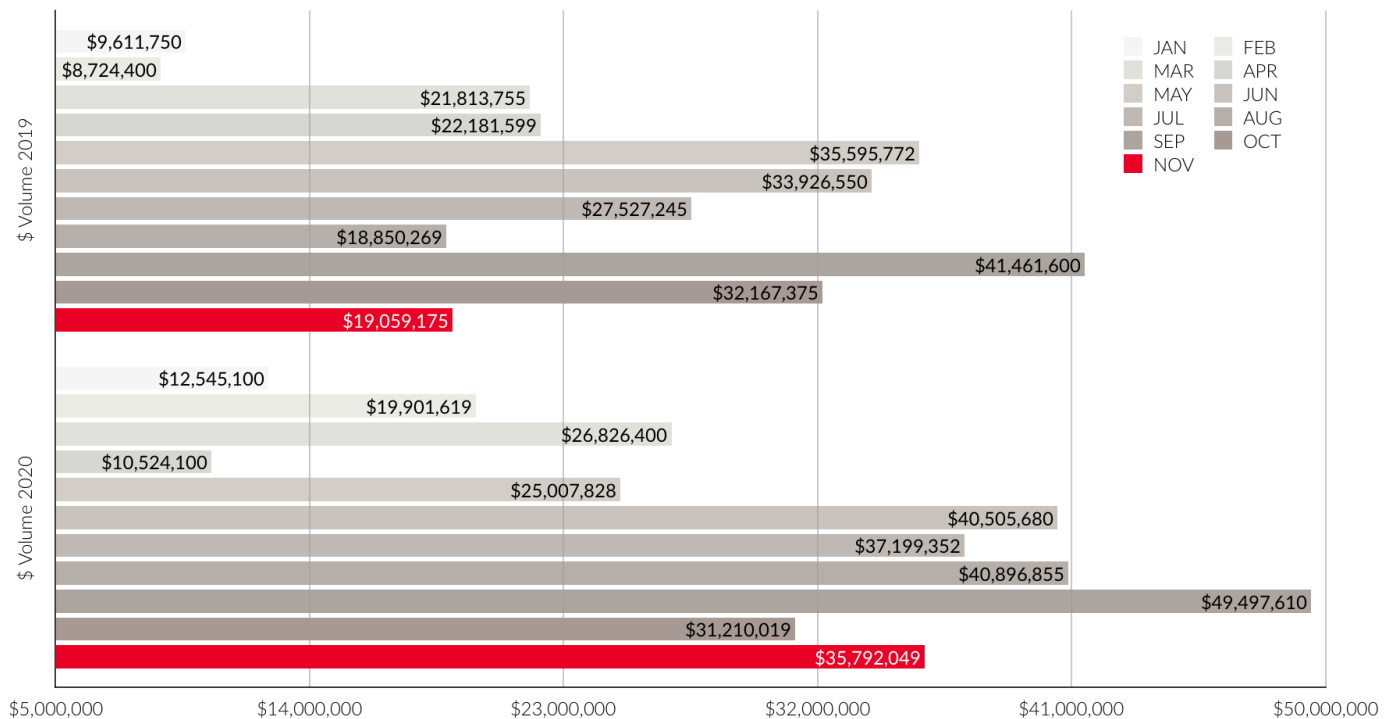 $9,611,750
$8,724,400
$21,813,755
$22,181,599
$35,595,772
$33,926,550
$27,527,245
$18,850,269
$41,461,600
$32,167,375
$19,059,175
$ Volume 2019
JAN FEB
MAR APR
MAY JUN
JUL AUG
SEP OCT
NOV
$12,545,100
$19,901,619
$26,826,400
$10,524,100
$25,007,828
$40,505,680
$37,199,352
$40,896,855
$49,497,610
$31,210,019
$35,792,049
$ Volume 2020
$5,000,000 $14,000,000 $23,000,000 $32,000,000 $41,000,000 $50,000,000